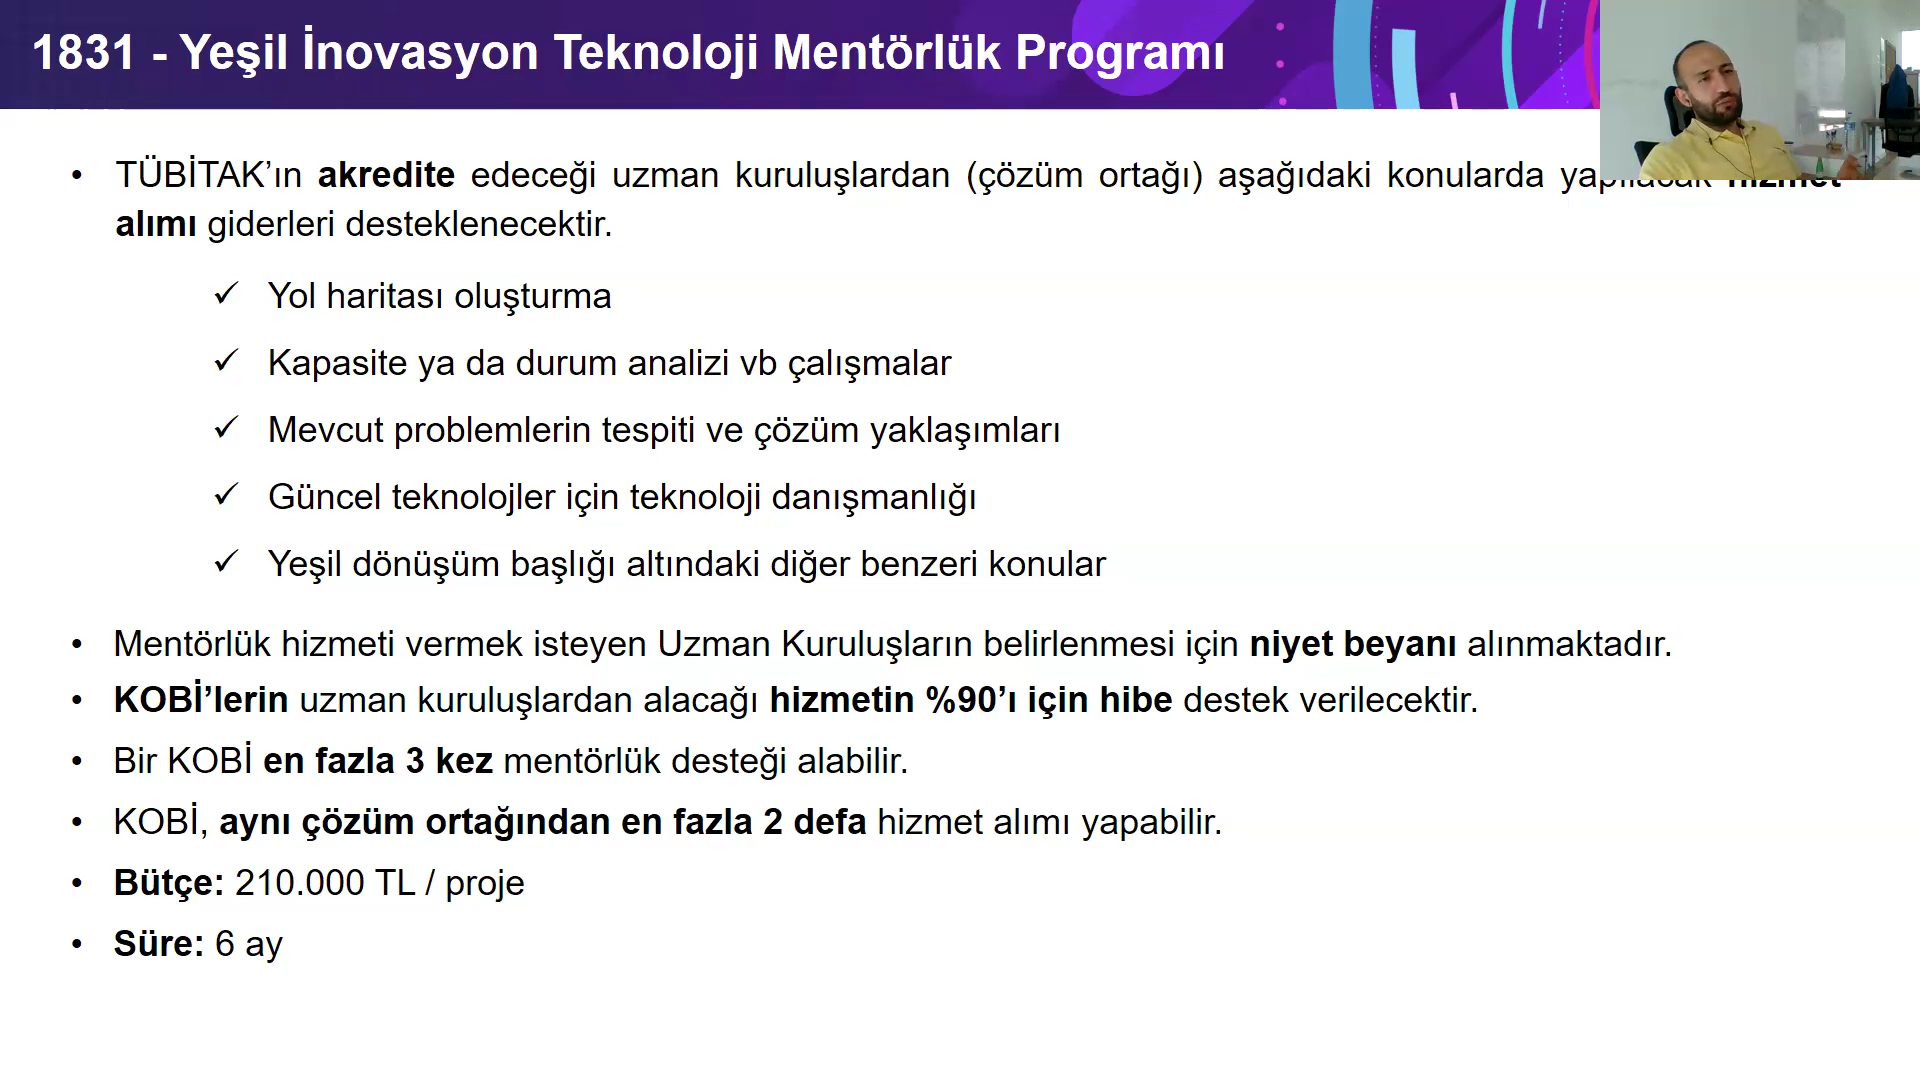 1831 - Yeşil İnovasyon Teknoloji Mentörlük Programı
• TÜBİTAK’ın akredite edeceği uzman kuruluşlardan (çözüm ortağı) aşağıdaki konularda yapılacak hizmet
alımı giderleri desteklenecektir.
✓ Yol haritası oluşturma
✓ Kapasite ya da durum analizi vb çalışmalar
✓ Mevcut problemlerin tespiti ve çözüm yaklaşımları
✓ Güncel teknolojler için teknoloji danışmanlığı
✓ Yeşil dönüşüm başlığı altındaki diğer benzeri konular
• Mentörlük hizmeti vermek isteyen Uzman Kuruluşların belirlenmesi için niyet beyanı alınmaktadır.
• KOBİ’lerin uzman kuruluşlardan alacağı hizmetin %90’ı için hibe destek verilecektir.
• Bir KOBİ en fazla 3 kez mentörlük desteği alabilir.
• KOBİ, aynı çözüm ortağından en fazla 2 defa hizmet alımı yapabilir.
• Bütçe: 210.000 TL / proje
• Süre: 6 ay